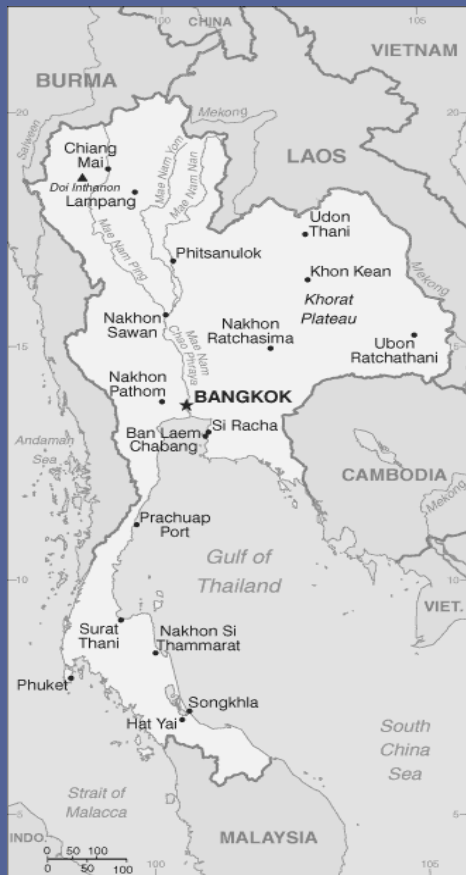 100
105
CHINA
VIETNAM
BURMA
20
Salween
Mekong
LAOS
Chiang
Mai
Doi Inthanon
Lampang
Mae Nam Yom
Mae Nam Nan
Mae Nam Ping
Udon
Thani
Phitsanulok
Khon Kean
Mekong
Khorat
Plateau
Nakhon
Sawan
Mae Nam
Chao Phraya
Nakhon
Ratchasima
Ubon
Ratchathani
15
Nakhon
Pathom
BANGKOK
Si Racha
Ban Laem
Chabang
Andaman
Sea
CAMBODIA
Mekong
Prachuap
Port
Gulf of
Thailand
10
VIET.
Surat
Thani
Nakhon Si
Thammarat
Phuket
Songkhla
Hat Yai
South
China
Sea
Strait of
Malacca
5
INDO.
MALAYSIA
0 50 100
0 50 100
100
105